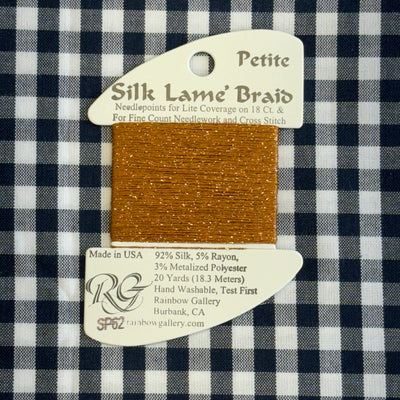 Petite
Silk Lamé Braid
Needlepoints for Lite Coverage on 18 Ct. &
For Fine Count Needlework and Cross Stitch
Made in USA
92% Silk, 5% Rayon,
3% Metalized Polyester
20 Yards (18.3 Meters)
Hand Washable, Test First
Rainbow Gallery
Burbank, CA
RG
SP62 rainbowgallery.com